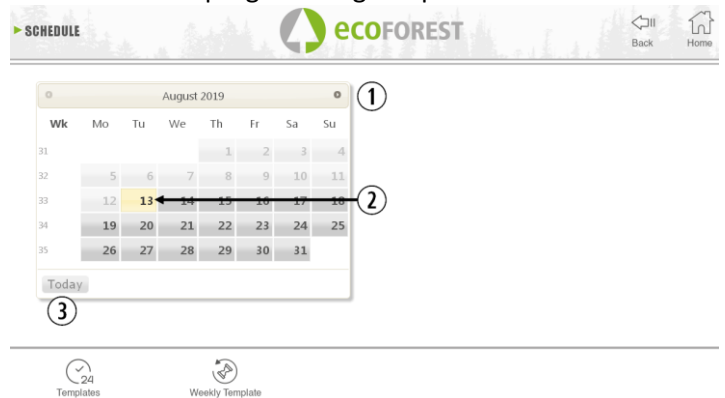 SCHEDULE
ecoFOREST
Back
Home
August 2019
1
Wk Mo Tu We Th Fr Sa Su
31 1 2 3 4
32 5 6 7 8 9 10 11
33 12 13 14 15 16 17 18
2
34 19 20 21 22 23 24 25
35 26 27 28 29 30 31
Today
3
24
Templates
Weekly Template